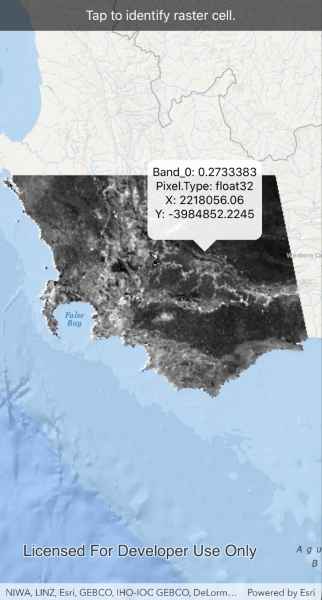 Tap to identify raster cell.
Band_0: 0.2733383
Pixel.Type: float32
X: 2218056.06
Y: -3984852.2245
Western Ca
False
Bay
Licensed For Developer Use Only
A g u
B
NIWA, LINZ, Esri, GEBCO, IHO-IOC GEBCO, DeLorm... Powered by Esri